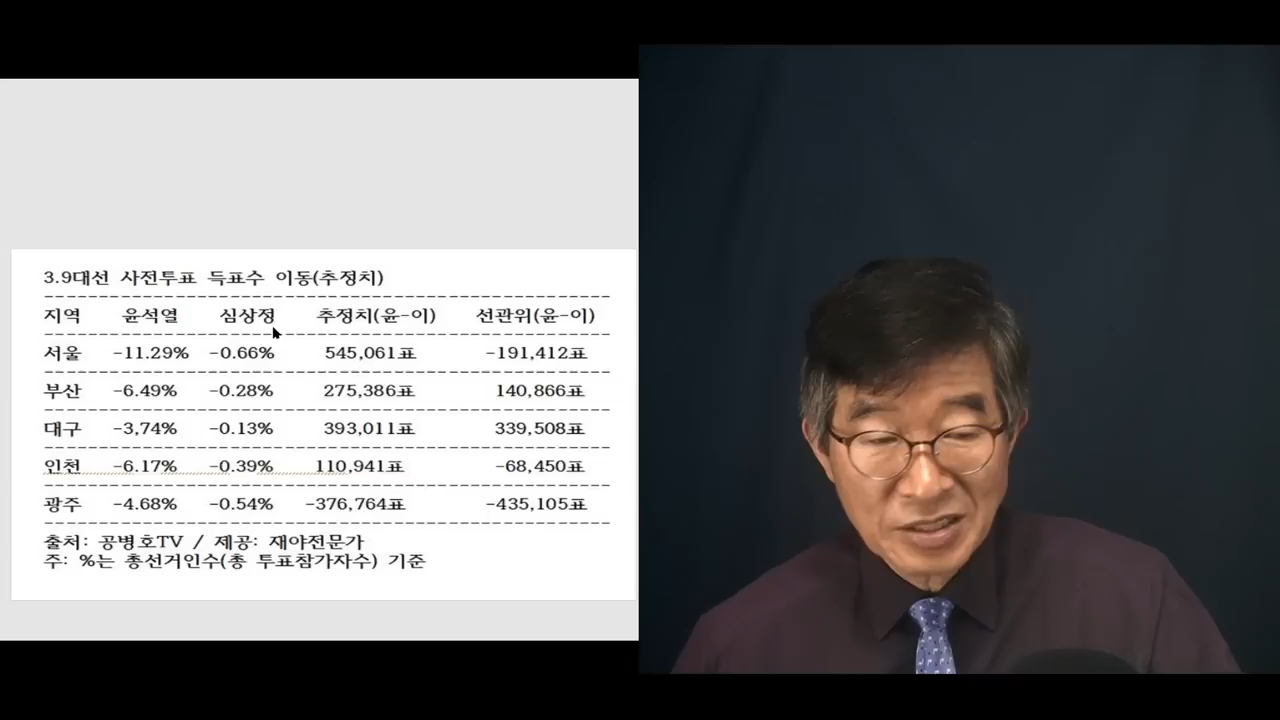 3.9대선 사전투표 득표수 이동(추정치)
지역 윤석열 심상정 추정치(윤-이) 선관위(윤-이)
서울 -11.29% -0.66% 545,061표 -191,412표
부산 -6.49% -0.28% 275,386표 140,866표
대구 -3,74% -0.13% 393,011표 339,508표
인천 -6.17% -0.39% 110,941표 -68,450표
광주 -4.68% -0.54% -376,764표 -435,105표
출처: 공병호TV / 제공: 재야전문가
주: %는 총선거인수(총 투표참가자수) 기준